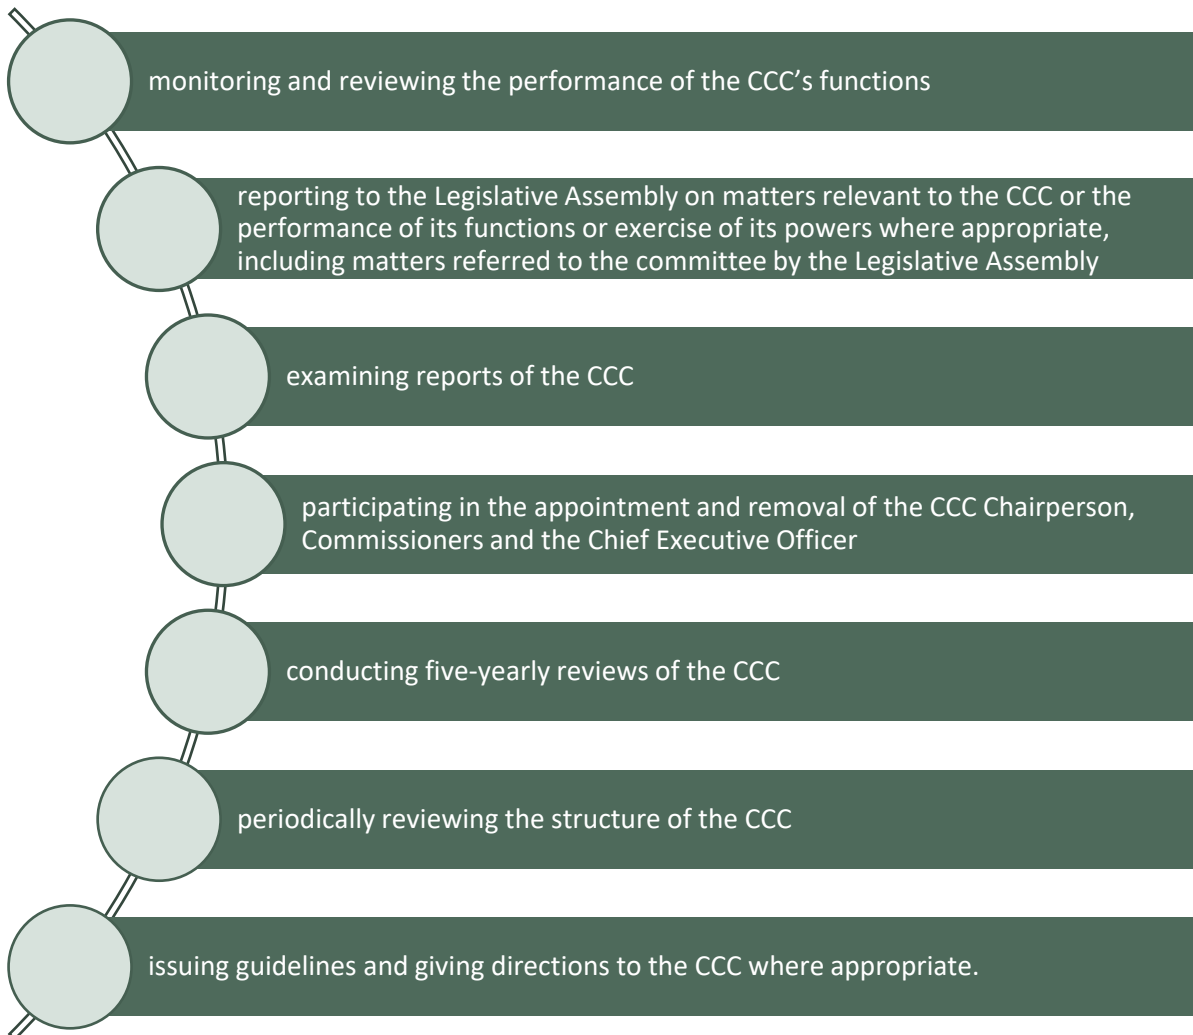 monitoring and reviewing the performance of the CCC’s functions
reporting to the Legislative Assembly on matters relevant to the CCC or the
performance of its functions or exercise of its powers where appropriate,
including matters referred to the committee by the Legislative Assembly
examining reports of the CCC
participating in the appointment and removal of the CCC Chairperson,
Commissioners and the Chief Executive Officer
conducting five-yearly reviews of the CCC
periodically reviewing the structure of the CCC
issuing guidelines and giving directions to the CCC where appropriate.